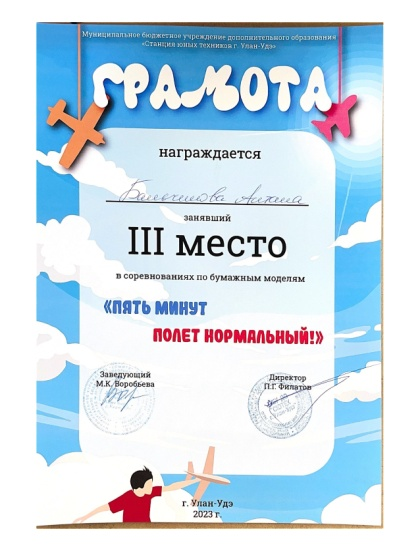 Муниципальное бюджетное учреждение дополнительного образования
«Станция юных техников г. Улан-Удэ»
ГРАМОТА
награждается
занявший
III место
в соревнованиях по бумажным моделям
«ПЯТЬ МИНУТ
ПОЛЕТ НОРМАЛЬНЫЙ!»
Заведующий
М.К. Воробьева
Директор
П.Г. Филатов
г. Улан-Удэ
2023 г.